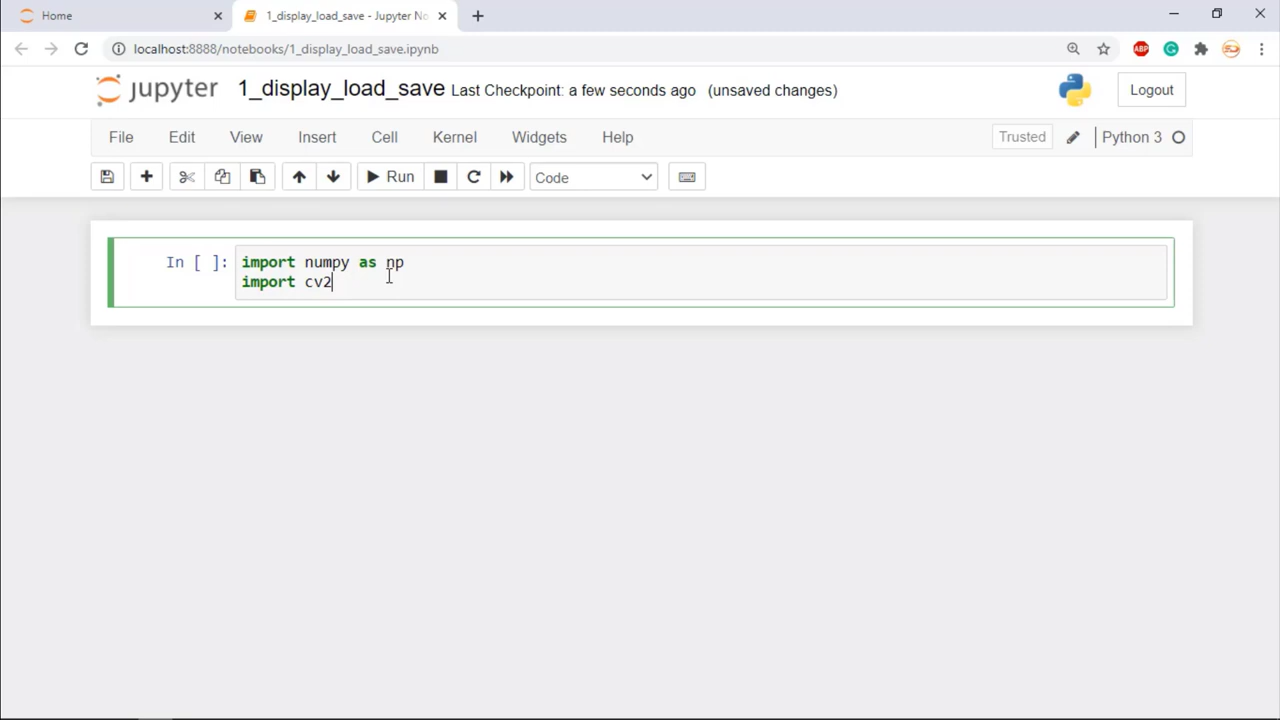 Home
1_display_load_save - Jupyter No
localhost:8888/notebooks/1_display_load_save.ipynb
ABP
jupyter 1_display_load_save Last Checkpoint: a few seconds ago (unsaved changes)
Logout
File Edit View Insert Cell Kernel Widgets Help
Trusted
Python 3
Run
Code
In [ ]: import numpy as np
import cv2